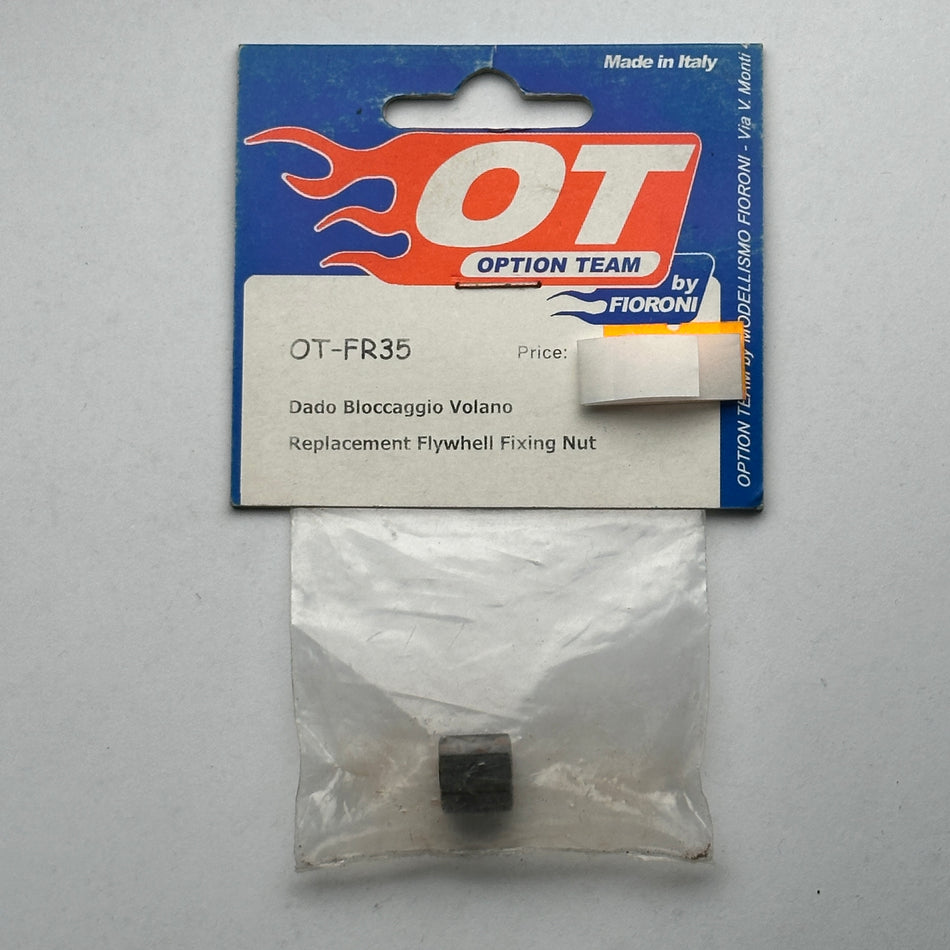 Made in Italy
OT
OPTION TEAM
by
FIORONI
OT-FR35
Price:
Dado Bloccaggio Volano
Replacement Flywhell Fixing Nut
OPTION TEAM by MODELLISMO FIORONI - Via V. Monti